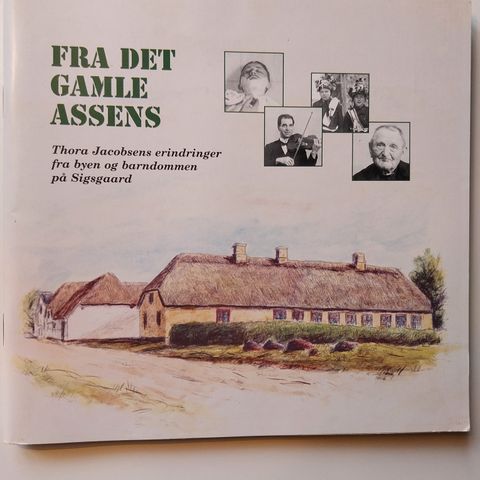 FRA DET
GAMLE
ASSENS
Thora Jacobsens erindringer
fra byen og barndommen
på Sigsgaard